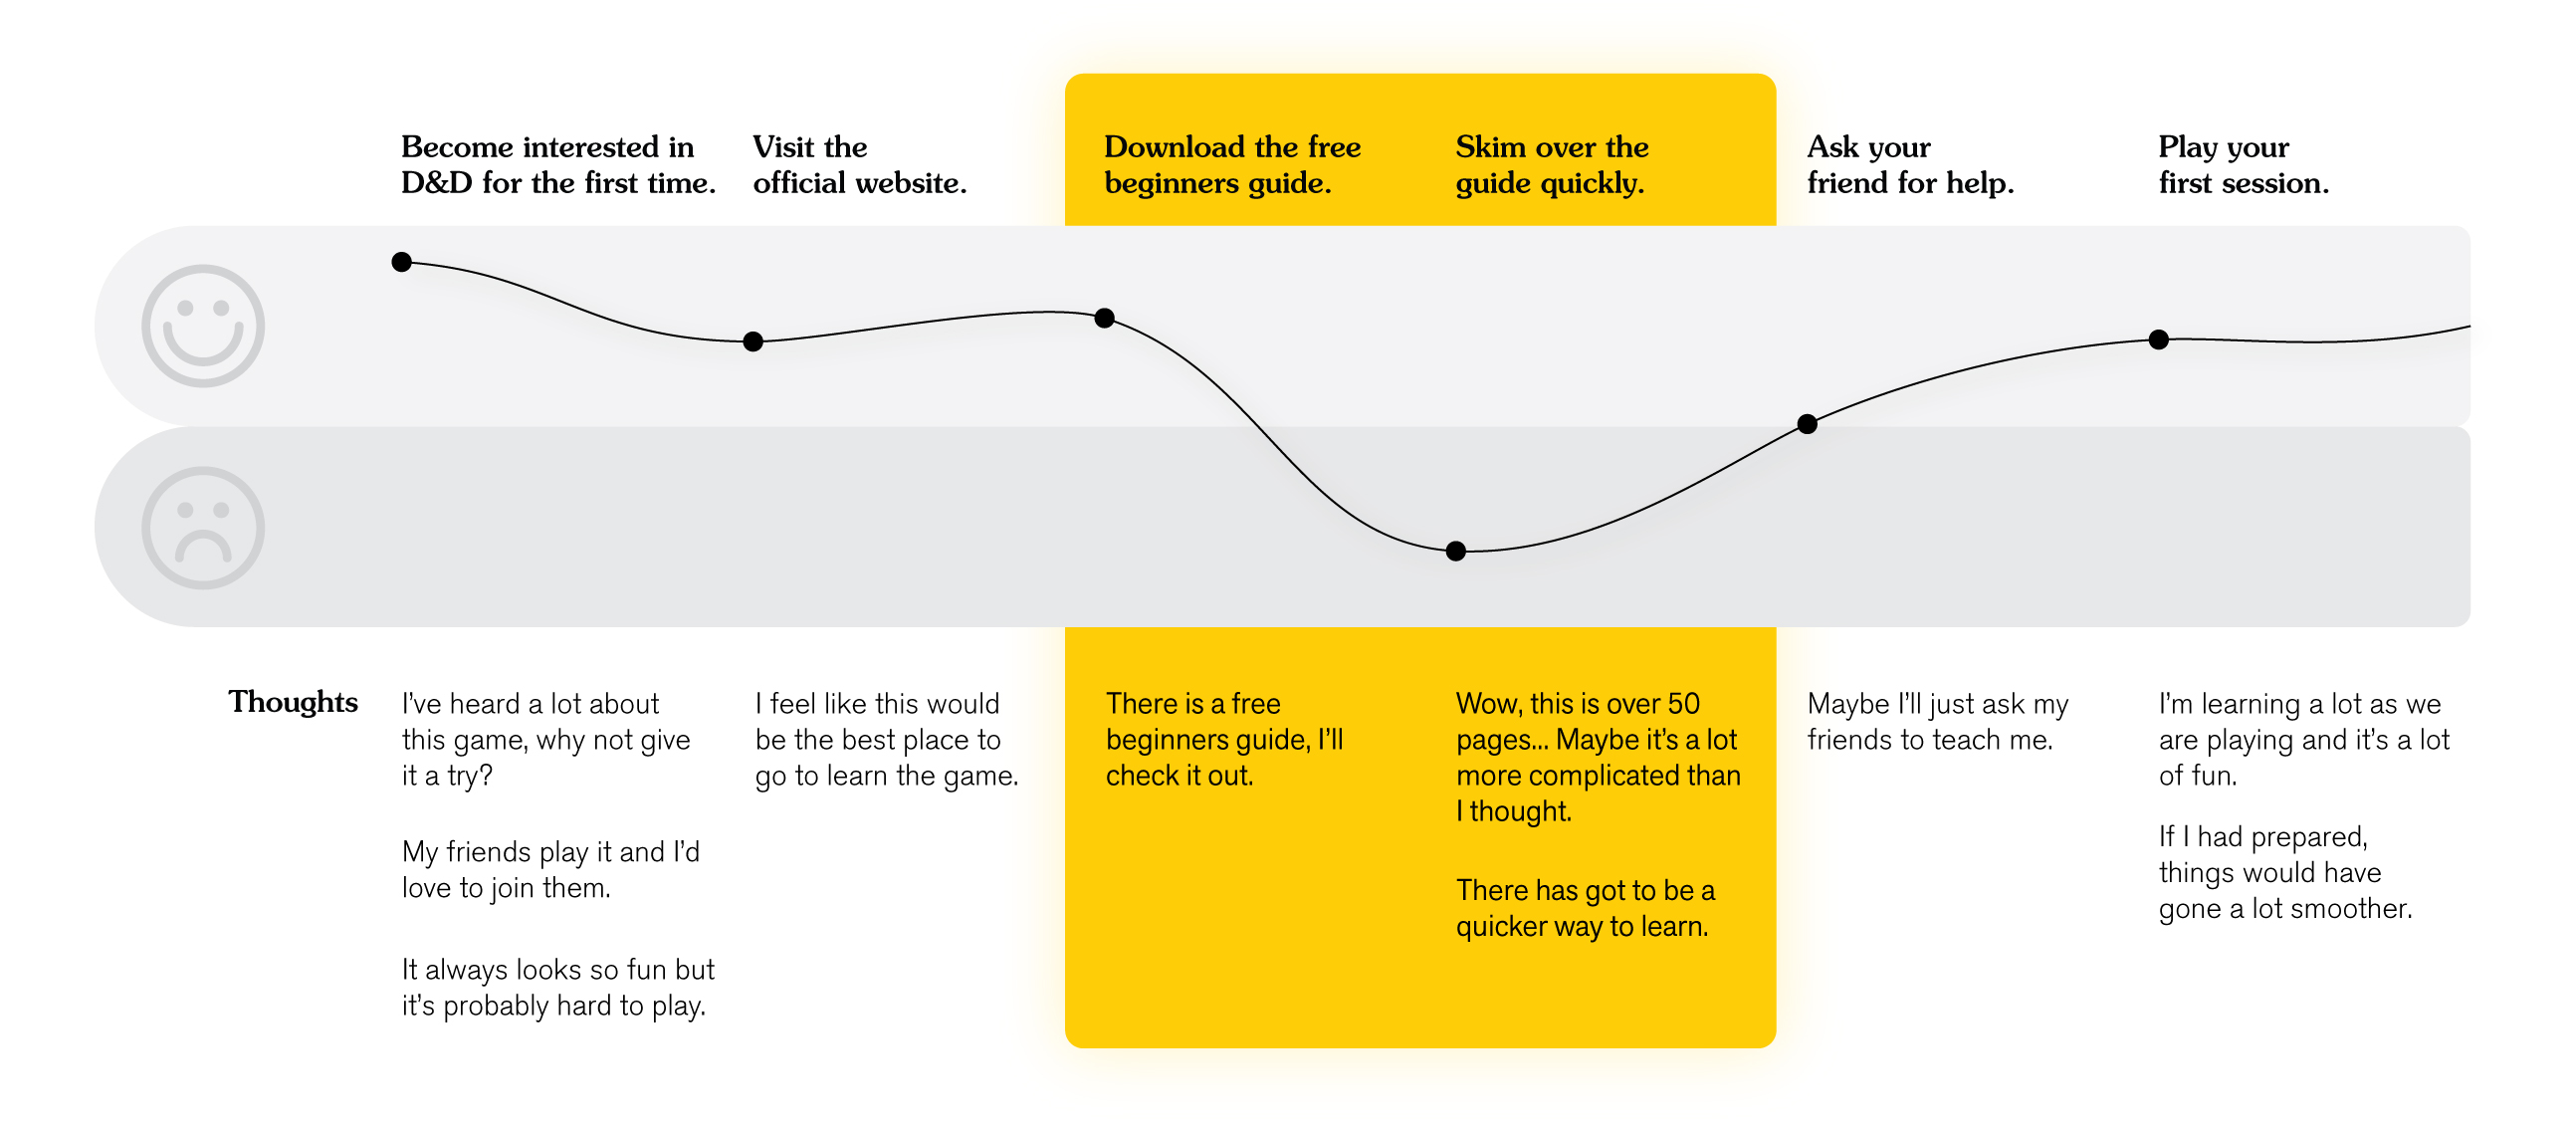 Become interested in
D&D for the first time.
Visit the
official website.
Download the free
beginners guide.
Skim over the
guide quickly.
Ask your
friend for help.
Play your
first session.
Thoughts
I’ve heard a lot about
this game, why not give
it a try?
My friends play it and I’d
love to join them.
It always looks so fun but
it’s probably hard to play.
I feel like this would
be the best place to
go to learn the game.
There is a free
beginners guide, I’ll
check it out.
Wow, this is over 50
pages... Maybe it’s a lot
more complicated than
I thought.
There has got to be a
quicker way to learn.
Maybe I’ll just ask my
friends to teach me.
I’m learning a lot as we
are playing and it’s a lot
of fun.
If I had prepared,
things would have
gone a lot smoother.